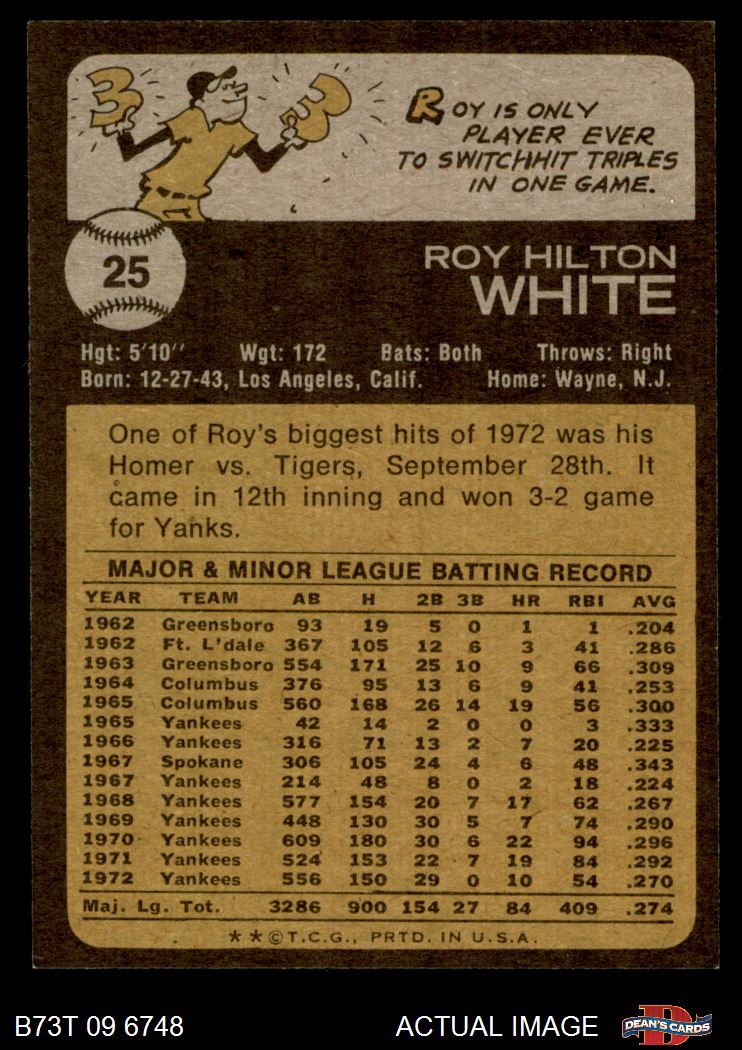 3 3
ROY IS ONLY
PLAYER EVER
TO SWITCHHIT TRIPLES
IN ONE GAME.
25
ROY HILTON
WHITE
Hgt: 5'10" Wgt: 172 Bats: Both Throws: Right
Born: 12-27-43, Los Angeles, Calif. Home: Wayne, N.J.
One of Roy's biggest hits of 1972 was his
Homer vs. Tigers, September 28th. It
came in 12th inning and won 3-2 game
for Yanks.
MAJOR & MINOR LEAGUE BATTING RECORD
YEAR TEAM AB H 2B 3B HR RBI AVG
1962 Greensboro 93 19 5 0 1 1 .204
1962 Ft. L'dale 367 105 12 6 3 41 .286
1963 Greensboro 554 171 25 10 9 66 .309
1964 Columbus 376 95 13 6 9 41 .253
1965 Columbus 560 168 26 14 19 56 .300
1965 Yankees 42 14 2 0 0 3 .333
1966 Yankees 316 71 13 2 7 20 .225
1967 Spokane 306 105 24 4 6 48 .343
1967 Yankees 214 48 8 0 2 18 .224
1968 Yankees 577 154 20 7 17 62 .267
1969 Yankees 448 130 30 5 7 74 .290
1970 Yankees 609 180 30 6 22 94 .296
1971 Yankees 524 153 22 7 19 84 .292
1972 Yankees 556 150 29 0 10 54 .270
Maj. Lg. Tot. 3286 900 154 27 84 409 .274
**©T.C.G., PRTD. IN U.S.A.
B73T 09 6748 ACTUAL IMAGE D DEAN'S CARDS